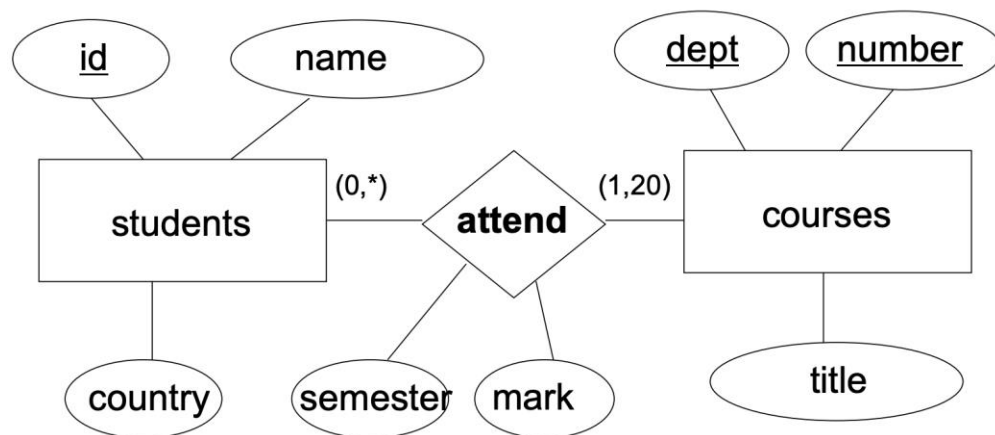 id
name
dept
number
students
(0,*)
attend
(1,20)
courses
country
semester
mark
title